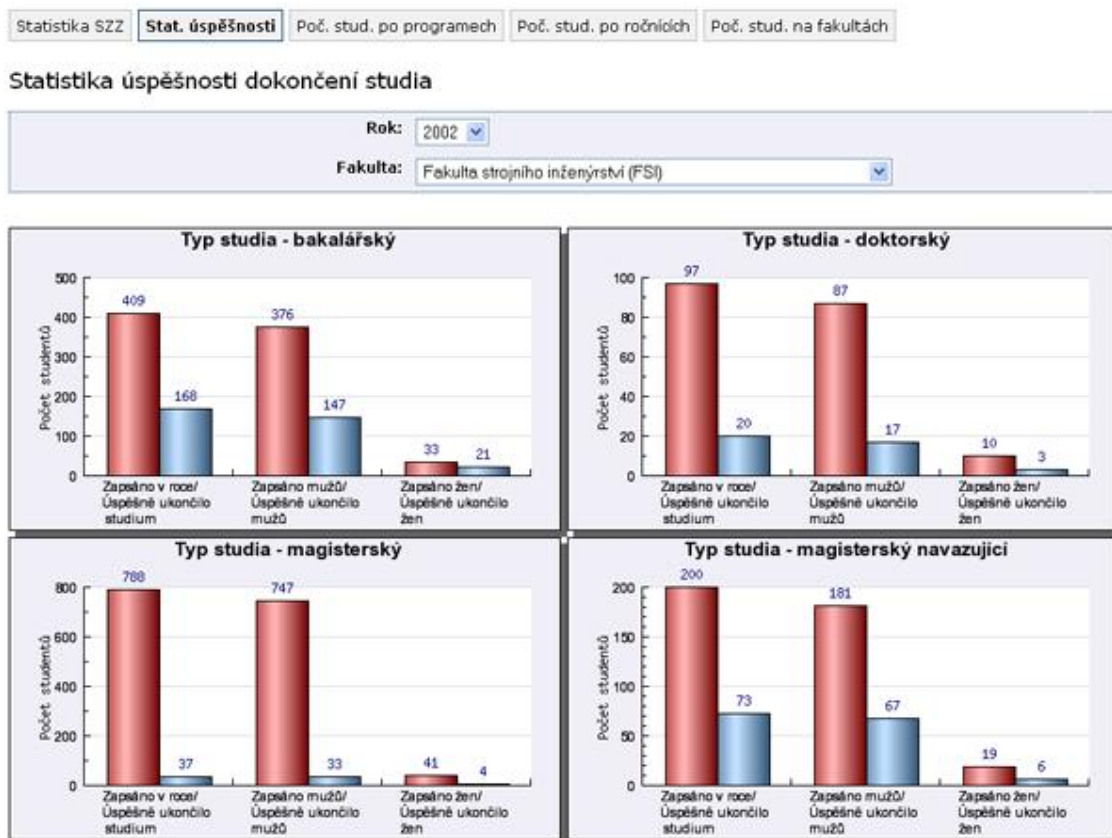 Statistika SZZ Stat. úspěšnosti Poč. stud. po programech Poč. stud. po ročnících Poč. stud. na fakultách
Statistika úspěšnosti dokončení studia
Rok: 2002
Fakulta: Fakulta strojního inženýrství (FSI)
Typ studia - bakalářský
Počet studentů
500
400
300
200
100
0
409
168
376
147
33
21
Zapsáno v roce/
Úspěšně ukončilo
studium
Zapsáno mužů/
Úspěšně ukončilo
mužů
Zapsáno žen/
Úspěšně ukončilo
žen
Typ studia - doktorský
Počet studentů
100
80
60
40
20
0
97
20
87
17
10
3
Zapsáno v roce/
Úspěšně ukončilo
studium
Zapsáno mužů/
Úspěšně ukončilo
mužů
Zapsáno žen/
Úspěšně ukončilo
žen
Typ studia - magisterský
Počet studentů
800
600
400
200
0
788
37
747
33
41
4
Zapsáno v roce/
Úspěšně ukončilo
studium
Zapsáno mužů/
Úspěšně ukončilo
mužů
Zapsáno žen/
Úspěšně ukončilo
žen
Typ studia - magisterský navazující
Počet studentů
200
150
100
50
0
200
73
181
67
19
6
Zapsáno v roce/
Úspěšně ukončilo
studium
Zapsáno mužů/
Úspěšně ukončilo
mužů
Zapsáno žen/
Úspěšně ukončilo
žen